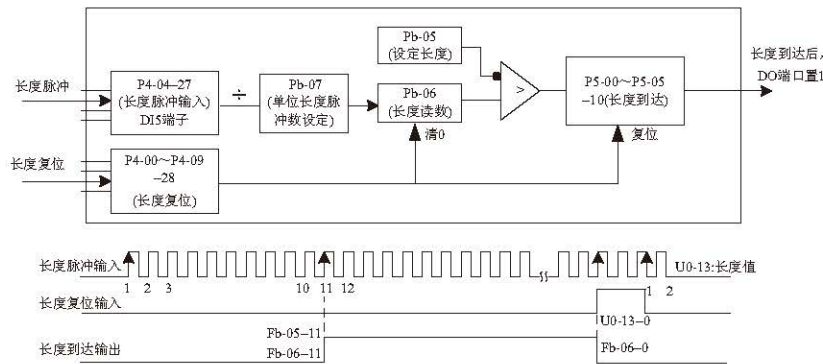 长度脉冲
P4-04—27
(长度脉冲输入)
DI5端子
÷
Pb-07
(单位长度脉
冲数设定)
Pb-05
(设定长度)
Pb-06
(长度读数)
>
P5-00～P5-05
—10(长度到达)
长度到达后,
DO端口置1
清0
复位
长度复位
P4-00～P4-09
—28
(长度复位)
长度脉冲输入
1 2 3 10 11 12 1 2
U0-13:长度值
长度复位输入
U0-13—0
Fb-05—11
长度到达输出
Fb-06—11
Fb-06—0